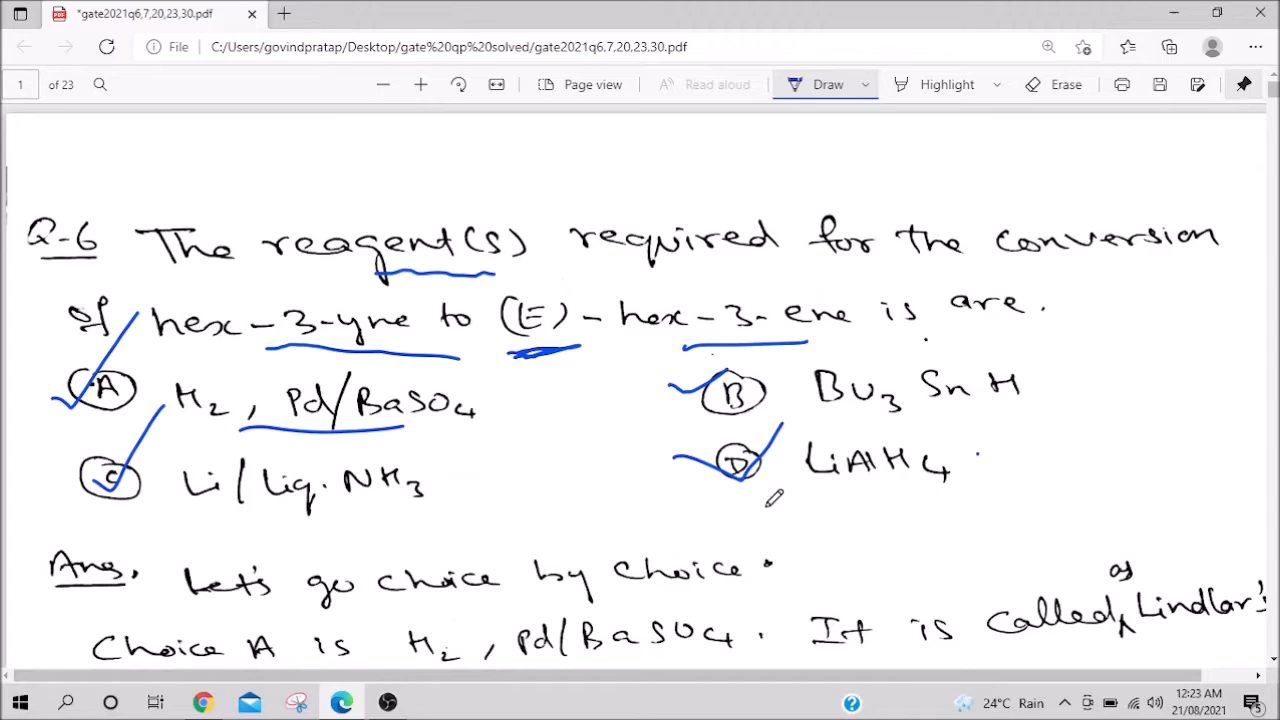 *gate2021q6,7,20,23,30.pdf
File C:/Users/govindpratap/Desktop/gate%20qp%20solved/gate2021q6,7,20,23,30.pdf
1 of 23 Page view Read aloud Draw Highlight Erase
Q-6 The reagent(s) required for the conversion
of hex-3-yne to (E)-hex-3-ene is are.
A H2, Pd/BaSO4 B Bu3SnH
C Li/Liq. NH3 D LiAlH4
Ans. Let's go choice by choice.
as
Choice A is H2, Pd/BaSO4. It is called Lindlar's
24°C Rain
12:23 AM
21/08/2021
5